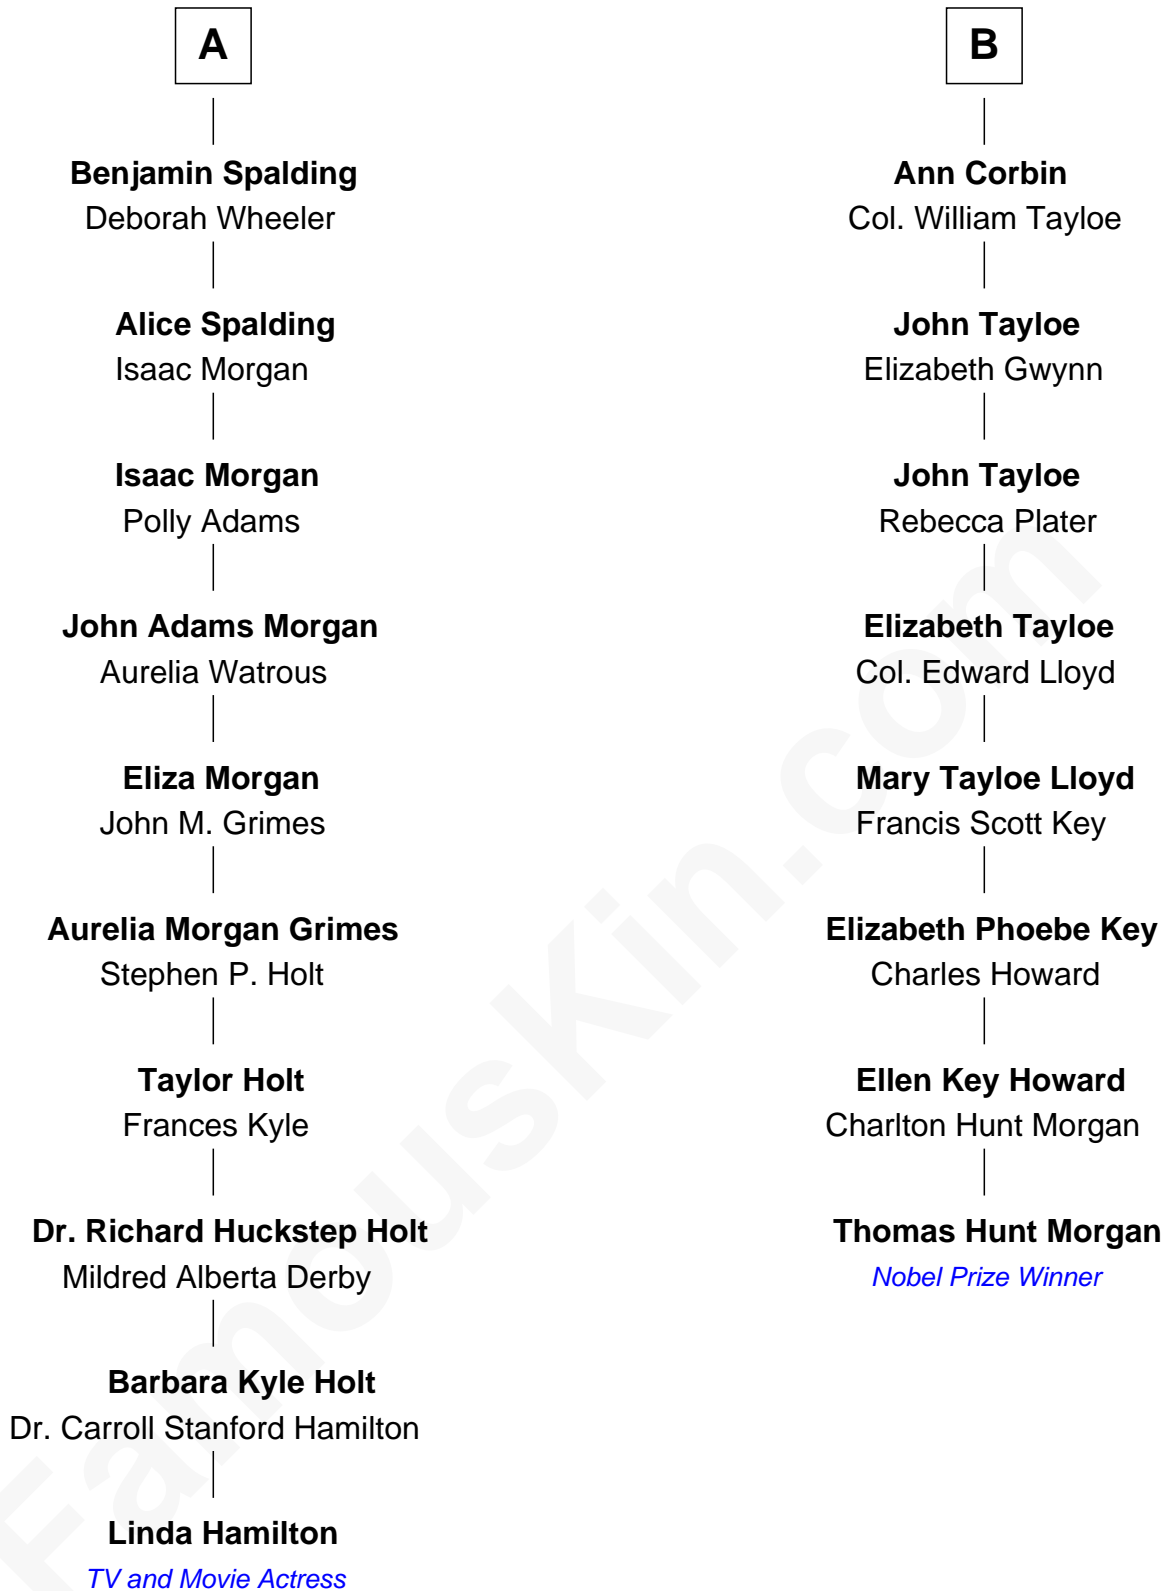 A
Benjamin Spalding
Deborah Wheeler
Alice Spalding
Isaac Morgan
Isaac Morgan
Polly Adams
John Adams Morgan
Aurelia Watrous
Eliza Morgan
John M. Grimes
Aurelia Morgan Grimes
Stephen P. Holt
Taylor Holt
Frances Kyle
Dr. Richard Huckstep Holt
Mildred Alberta Derby
Barbara Kyle Holt
Dr. Carroll Stanford Hamilton
Linda Hamilton
TV and Movie Actress
B
Ann Corbin
Col. William Tayloe
John Tayloe
Elizabeth Gwynn
John Tayloe
Rebecca Plater
Elizabeth Tayloe
Col. Edward Lloyd
Mary Tayloe Lloyd
Francis Scott Key
Elizabeth Phoebe Key
Charles Howard
Ellen Key Howard
Charlton Hunt Morgan
Thomas Hunt Morgan
Nobel Prize Winner
FamousKin.com